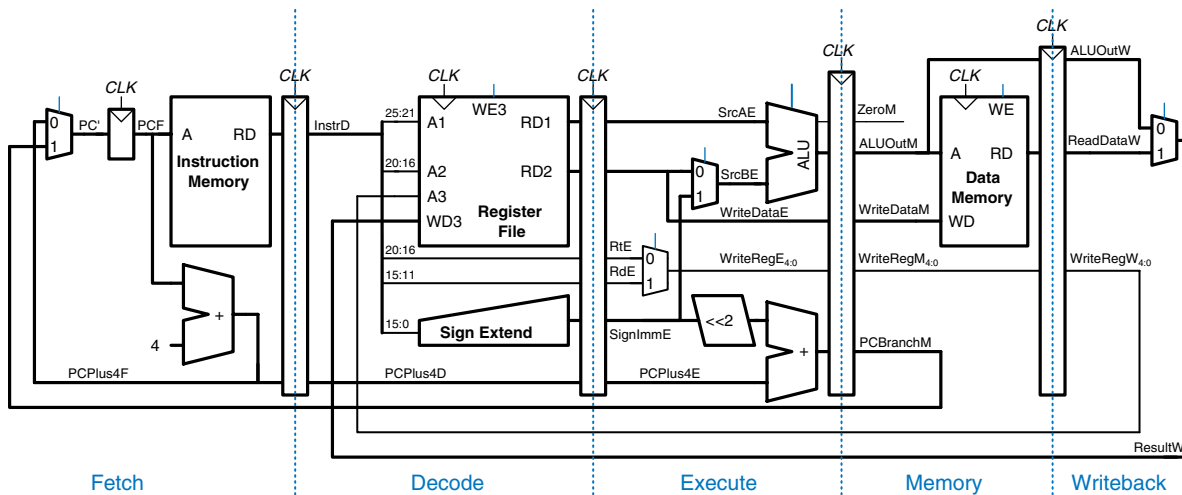 CLK
ALUOutW
CLK
CLK
CLK
CLK
CLK
CLK
0
1
PC'
PCF
A RD
Instruction
Memory
InstrD
25:21
A1
WE3
RD1
SrcAE
ZeroM
WE
0
1
20:16
A2
RD2
0
1
SrcBE
ALU
ALUOutM
A RD
Data
Memory
ReadDataW
A3
WD3
Register
File
WriteDataE
WriteDataM
WD
20:16
RtE
0
15:11
RdE
1
WriteRegE4:0
WriteRegM4:0
WriteRegW4:0
+
4
15:0
Sign Extend
SignImmE
<<2
+
PCBranchM
PCPlus4F
PCPlus4D
PCPlus4E
ResultW
Fetch
Decode
Execute
Memory
Writeback